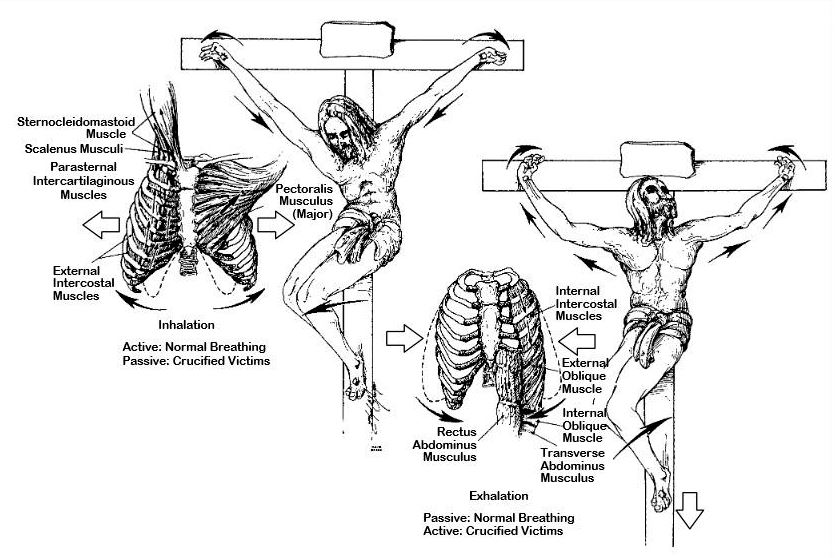 Sternocleidomastoid
Muscle
Scalenus Musculi
Parasternal
Intercartilaginous
Muscles
Pectoralis
Musculus
(Major)
External
Intercostal
Muscles
Inhalation
Active: Normal Breathing
Passive: Crucified Victims
Internal
Intercostal
Muscles
External
Oblique
Muscle
Internal
Oblique
Muscle
Rectus
Abdominus
Musculus
Transverse
Abdominus
Musculus
Exhalation
Passive: Normal Breathing
Active: Crucified Victims